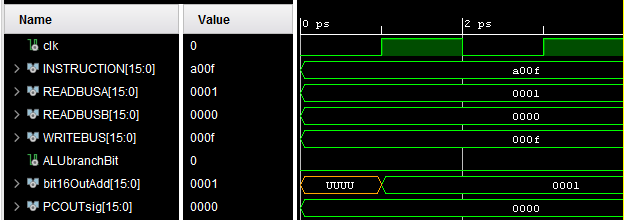 Name Value 0 ps 2 ps
clk 0
INSTRUCTION[15:0] a00f a00f
READBUSA[15:0] 0001 0001
READBUSB[15:0] 0000 0000
WRITEBUS[15:0] 000f 000f
ALUbranchBit 0
bit16OutAdd[15:0] 0001 UUUU 0001
PCOUTsig[15:0] 0000 0000